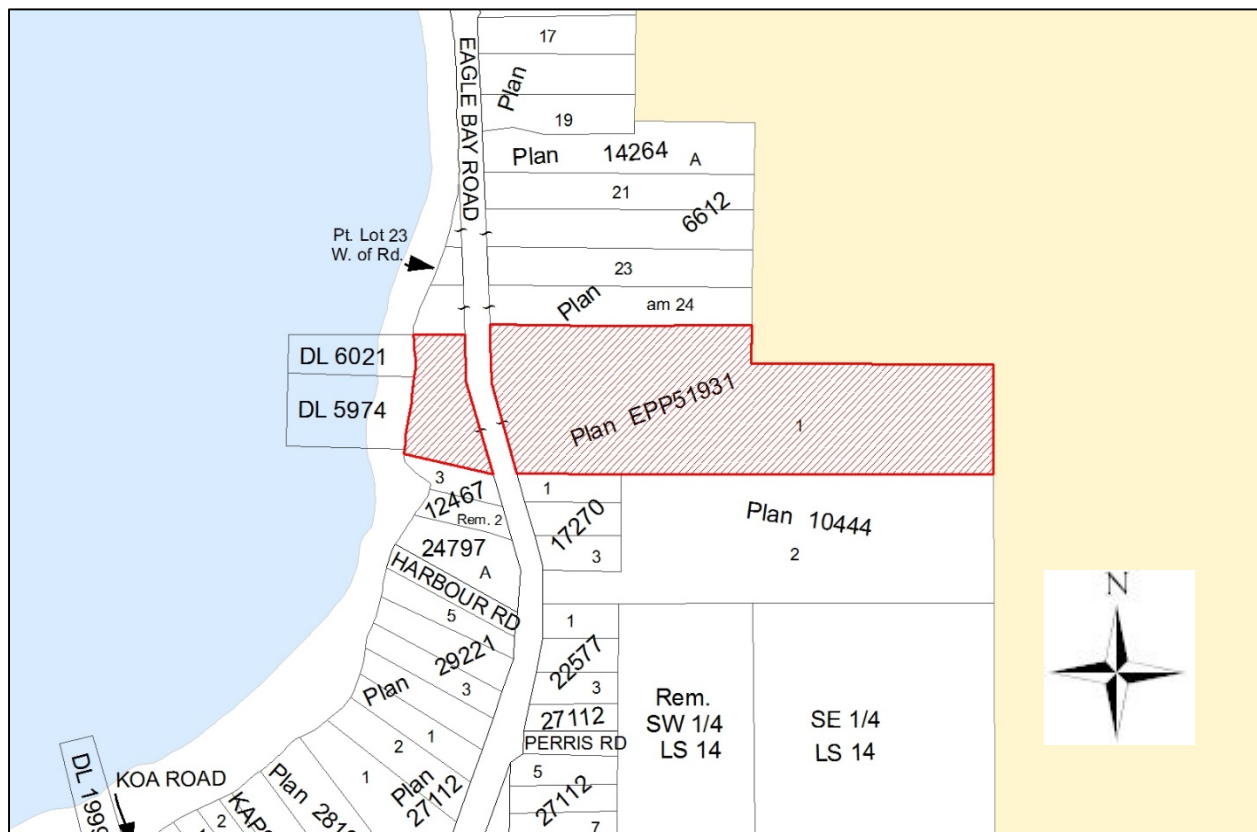 17
Plan
EAGLE BAY ROAD
19
Plan 14264 A
21
6612
Pt. Lot 23
W. of Rd.
23
Plan
am 24
DL 6021
DL 5974
Plan EPP51931
1
3
12467
Rem. 2
1
17270
3
Plan 10444
2
24797
A
HARBOUR RD
5
29221
Plan
3
1
22577
3
27112
PERRIS RD
Rem.
SW 1/4
LS 14
SE 1/4
LS 14
N
1
2
Plan
27112
1
5
27112
7
DL 1999
KOA ROAD
Plan
2